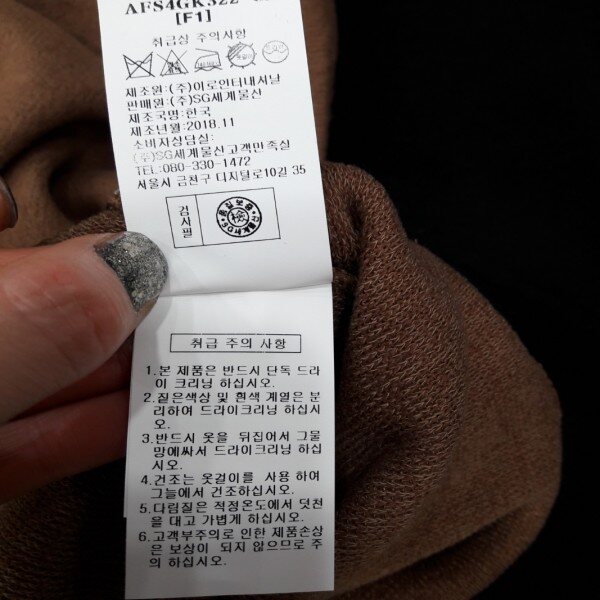 [F1]
취급상 주의사항
제조원:(주)이로인터내셔날
판매원:(주)SG세계물산
제조국명:한국
제조년월:2018.11
소비자상담실:
(주)SG세계물산고객만족실
TEL:080-330-1472
서울시 금천구 디지털로10길 35
검사필
취급 주의 사항
1.본 제품은 반드시 단독 드라
이 크리닝 하십시오.
2.짙은색상 및 흰색 계열은 분
리하여 드라이크리닝 하십시
오.
3.반드시 옷을 뒤집어서 그물
망에싸서 드라이크리닝 하십
시오.
4.건조는 옷걸이를 사용 하여
그늘에서 건조하십시오.
5.다림질은 적정온도에서 덧천
을 대고 가볍게 하십시오.
6.고객부주의로 인한 제품손상
은 보상이 되지 않으므로 주
의 하십시오.